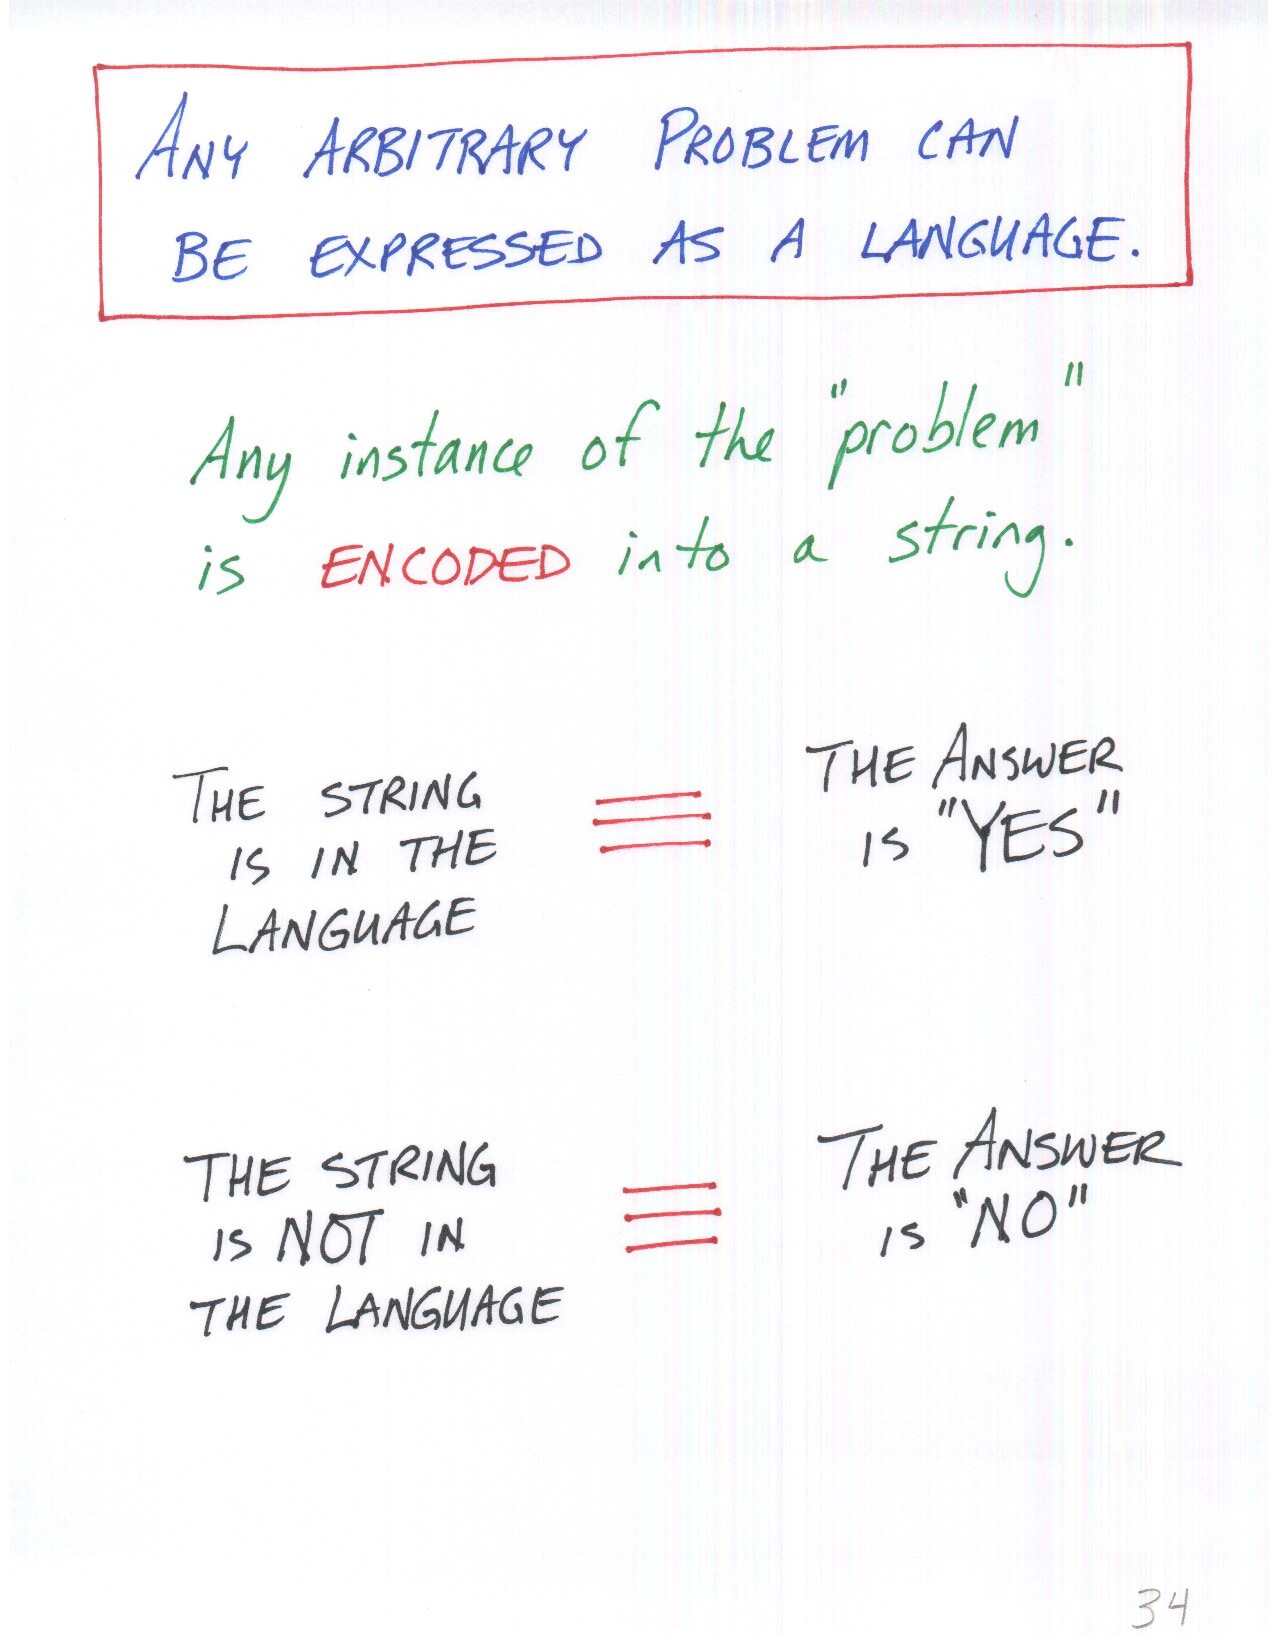 ANY ARBITRARY PROBLEM CAN
BE EXPRESSED AS A LANGUAGE.
Any instance of the "problem"
is ENCODED into a string.
THE STRING
IS IN THE
LANGUAGE
≡
THE ANSWER
IS "YES"
THE STRING
IS NOT IN
THE LANGUAGE
≡
THE ANSWER
IS "NO"
34